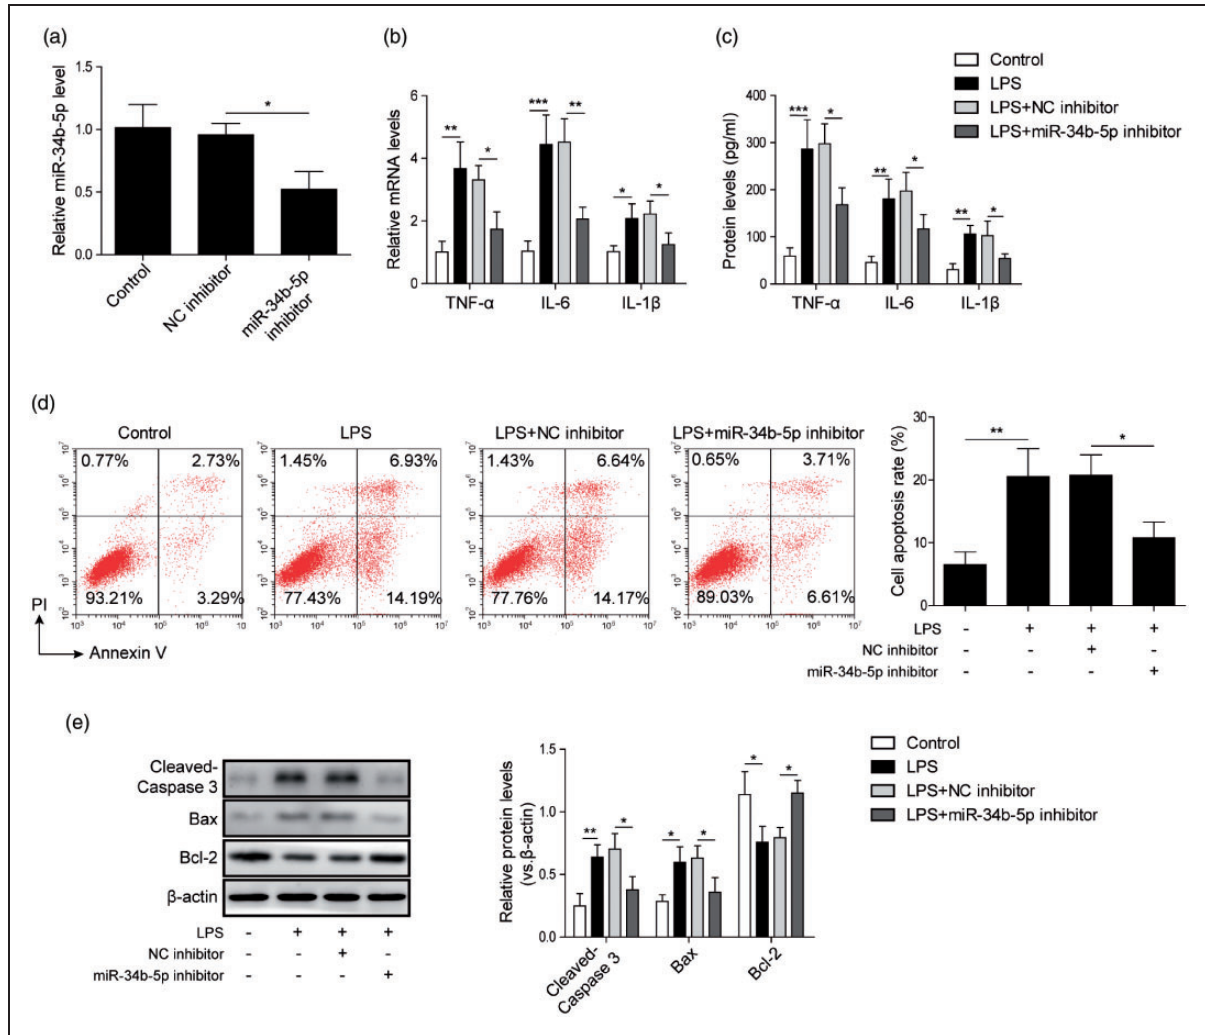 (a)
Relative miR-34b-5p level
1.5
1.0
0.5
0.0
*
Control
NC inhibitor
miR-34b-5p
inhibitor
(b)
Relative mRNA levels
6
4
2
0
**
*
***
**
*
*
TNF-α
IL-6
IL-1β
(c)
Protein levels (pg/ml)
400
300
200
100
0
***
*
**
*
**
*
TNF-α
IL-6
IL-1β
Control
LPS
LPS+NC inhibitor
LPS+miR-34b-5p inhibitor
(d)
Control
0.77%
2.73%
93.21%
3.29%
LPS
1.45%
6.93%
77.43%
14.19%
LPS+NC inhibitor
1.43%
6.64%
77.76%
14.17%
LPS+miR-34b-5p inhibitor
0.65%
3.71%
89.03%
6.61%
PI
Annexin V
Cell apoptosis rate (%)
30
20
10
0
**
*
LPS - + + +
NC inhibitor - - + -
miR-34b-5p inhibitor - - - +
(e)
Cleaved-
Caspase 3
Bax
Bcl-2
β-actin
LPS - + + +
NC inhibitor - - + -
miR-34b-5p inhibitor - - - +
Relative protein levels
(vs.β-actin)
1.5
1.0
0.5
0.0
**
*
*
*
*
*
Cleaved-
Caspase 3
Bax
Bcl-2
Control
LPS
LPS+NC inhibitor
LPS+miR-34b-5p inhibitor